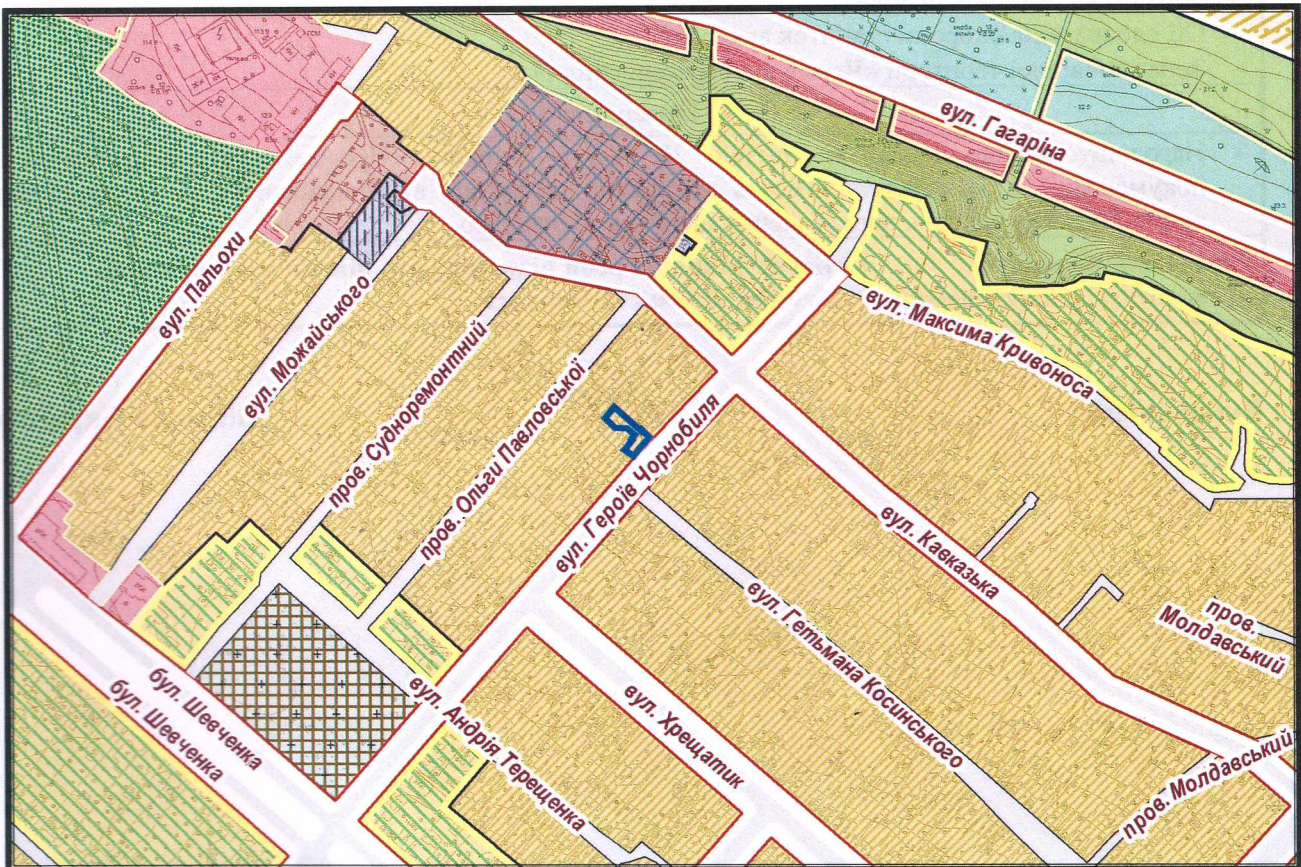 вул. Гагаріна
вул. Пальохи
вул. Можайського
пров. Судноремонтний
пров. Ольги Павловської
вул. Максима Кривоноса
вул. Героїв Чорнобиля
вул. Кавказька
вул. Гетьмана Косинського
пров.
Молдавський
пров. Молдавський
вул. Хрещатик
вул. Андрія Терещенка
бул. Шевченка
бул. Шевченка